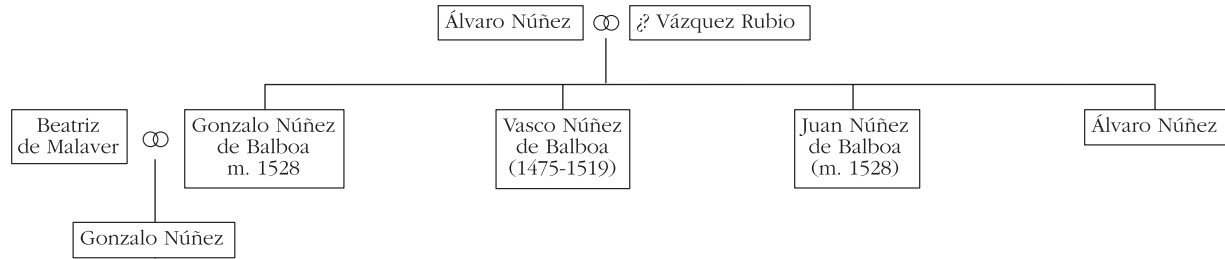 Álvaro Núñez
¿? Vázquez Rubio
Beatriz
de Malaver
Gonzalo Núñez
de Balboa
m. 1528
Vasco Núñez
de Balboa
(1475-1519)
Juan Núñez
de Balboa
(m. 1528)
Álvaro Núñez
Gonzalo Núñez